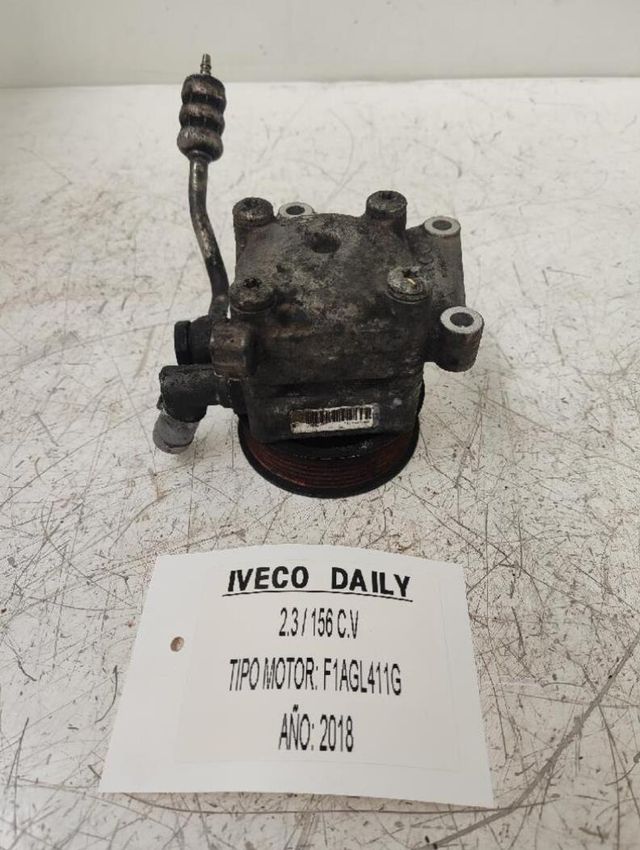 IVECO DAILY
2.3 / 156 C.V
TIPO MOTOR: F1AGL411G
AÑO: 2018